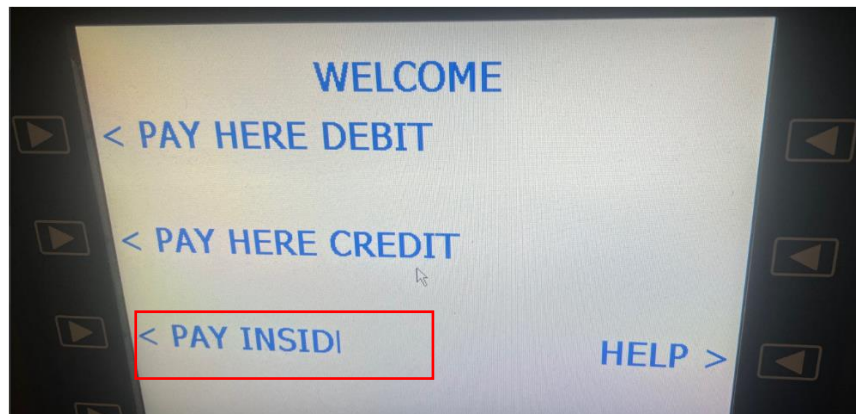 WELCOME
< PAY HERE DEBIT
< PAY HERE CREDIT
< PAY INSID
HELP >